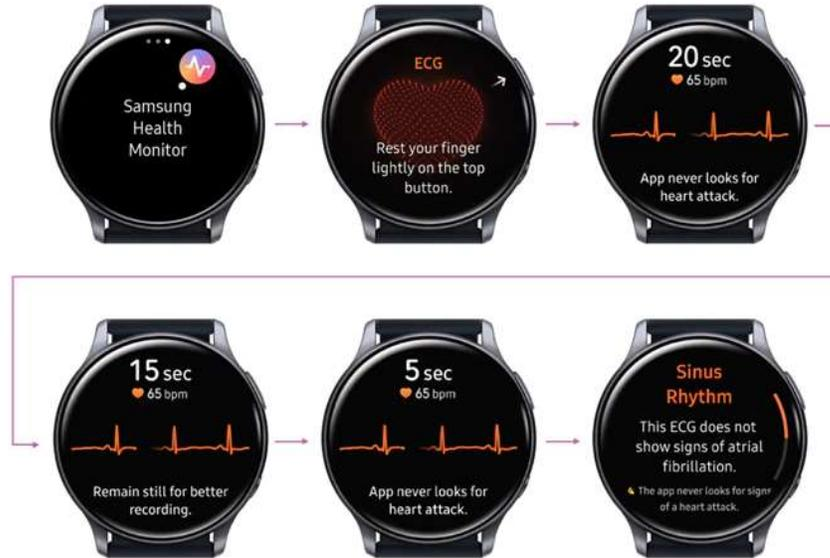 Samsung
Health
Monitor
ECG
Rest your finger
lightly on the top
button.
20 sec
65 bpm
App never looks for
heart attack.
15 sec
65 bpm
Remain still for better
recording.
5 sec
65 bpm
App never looks for
heart attack.
Sinus
Rhythm
This ECG does not
show signs of atrial
fibrillation.
The app never looks for signs
of a heart attack.